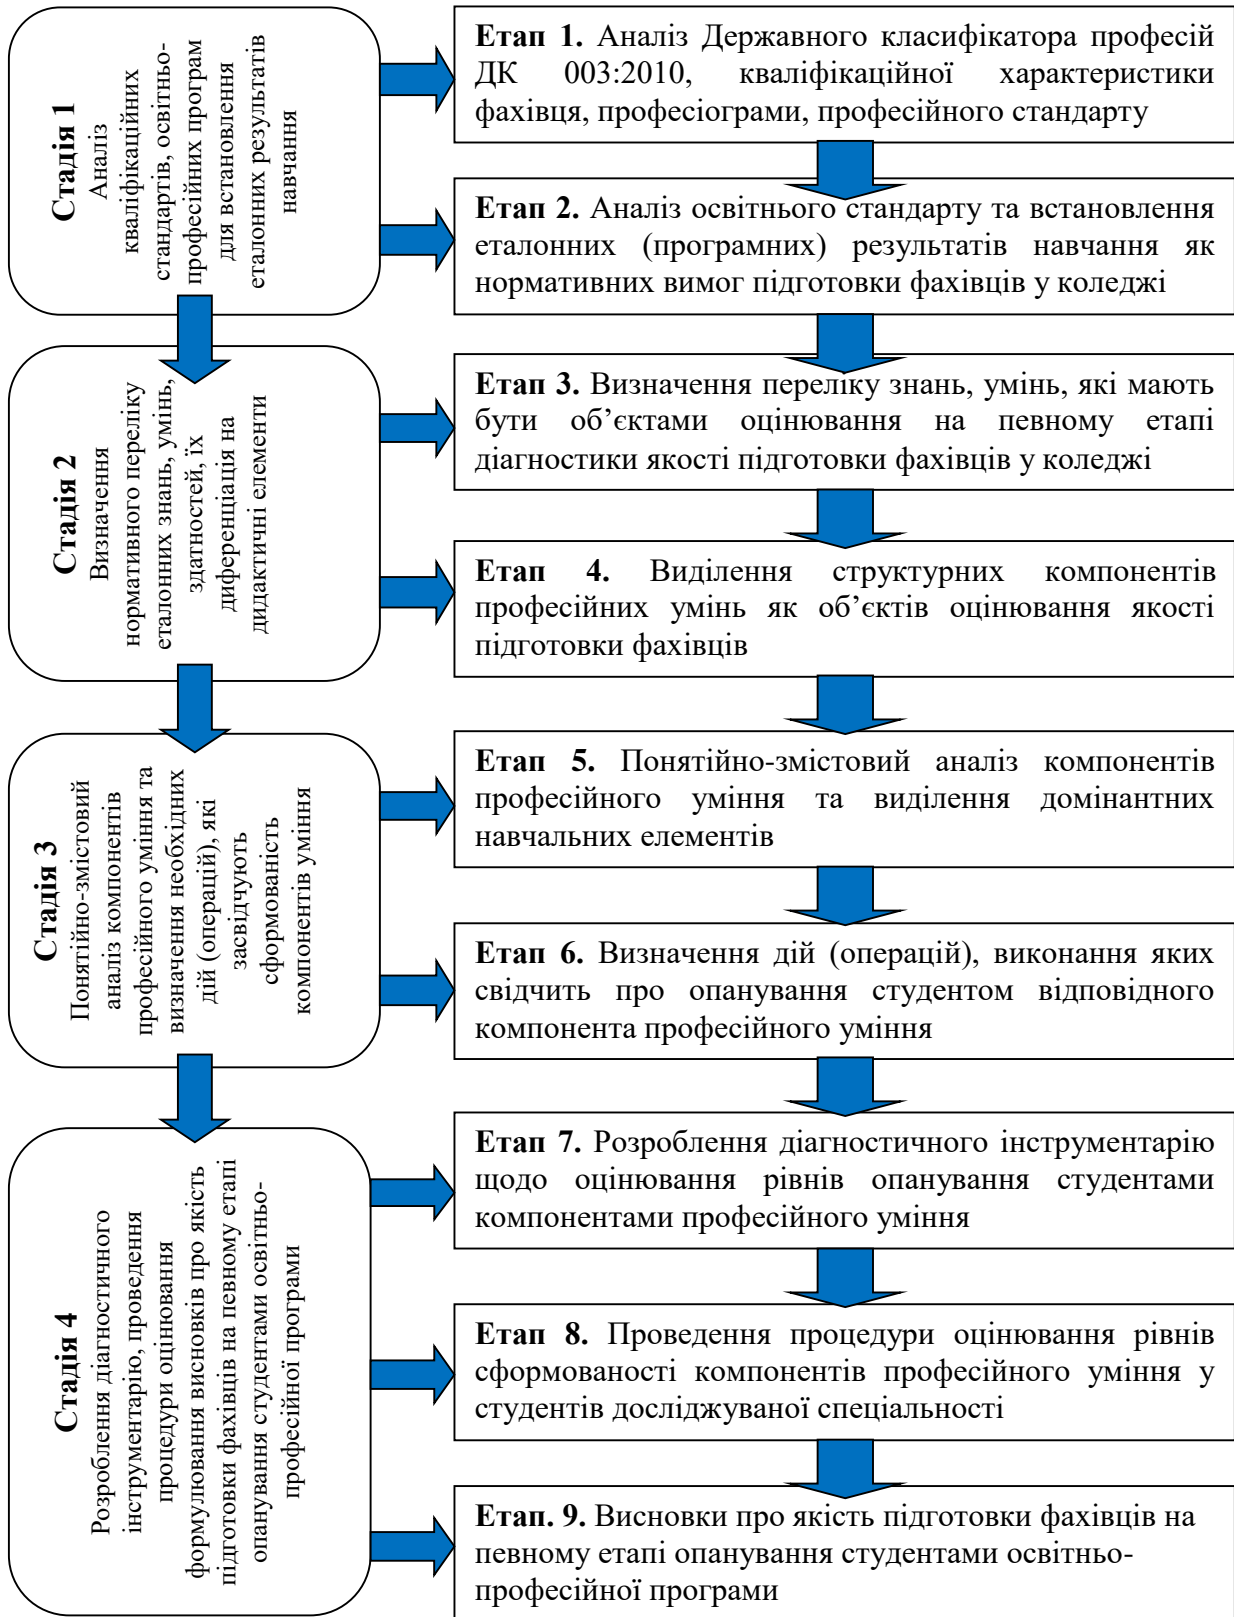 Стадія 1
Аналіз
кваліфікаційних
стандартів, освітньо-
професійних програм
для встановлення
еталонних результатів
навчання
Етап 1. Аналіз Державного класифікатора професій
ДК 003:2010, кваліфікаційної характеристики
фахівця, професіограми, професійного стандарту
Етап 2. Аналіз освітнього стандарту та встановлення
еталонних (програмних) результатів навчання як
нормативних вимог підготовки фахівців у коледжі
Стадія 2
Визначення
нормативного переліку
еталонних знань, умінь,
здатностей, їх
диференціація на
дидактичні елементи
Етап 3. Визначення переліку знань, умінь, які мають
бути об’єктами оцінювання на певному етапі
діагностики якості підготовки фахівців у коледжі
Етап 4. Виділення структурних компонентів
професійних умінь як об’єктів оцінювання якості
підготовки фахівців
Стадія 3
Понятійно-змістовий
аналіз компонентів
професійного уміння та
визначення необхідних
дій (операцій), які
засвідчують
сформованість
компонентів уміння
Етап 5. Понятійно-змістовий аналіз компонентів
професійного уміння та виділення домінантних
навчальних елементів
Етап 6. Визначення дій (операцій), виконання яких
свідчить про опанування студентом відповідного
компонента професійного уміння
Стадія 4
Розроблення діагностичного
інструментарію, проведення
процедури оцінювання
формулювання висновків про якість
підготовки фахівців на певному етапі
опанування студентами освітньо-
професійної програми
Етап 7. Розроблення діагностичного інструментарію
щодо оцінювання рівнів опанування студентами
компонентами професійного уміння
Етап 8. Проведення процедури оцінювання рівнів
сформованості компонентів професійного уміння у
студентів досліджуваної спеціальності
Етап. 9. Висновки про якість підготовки фахівців на
певному етапі опанування студентами освітньо-
професійної програми